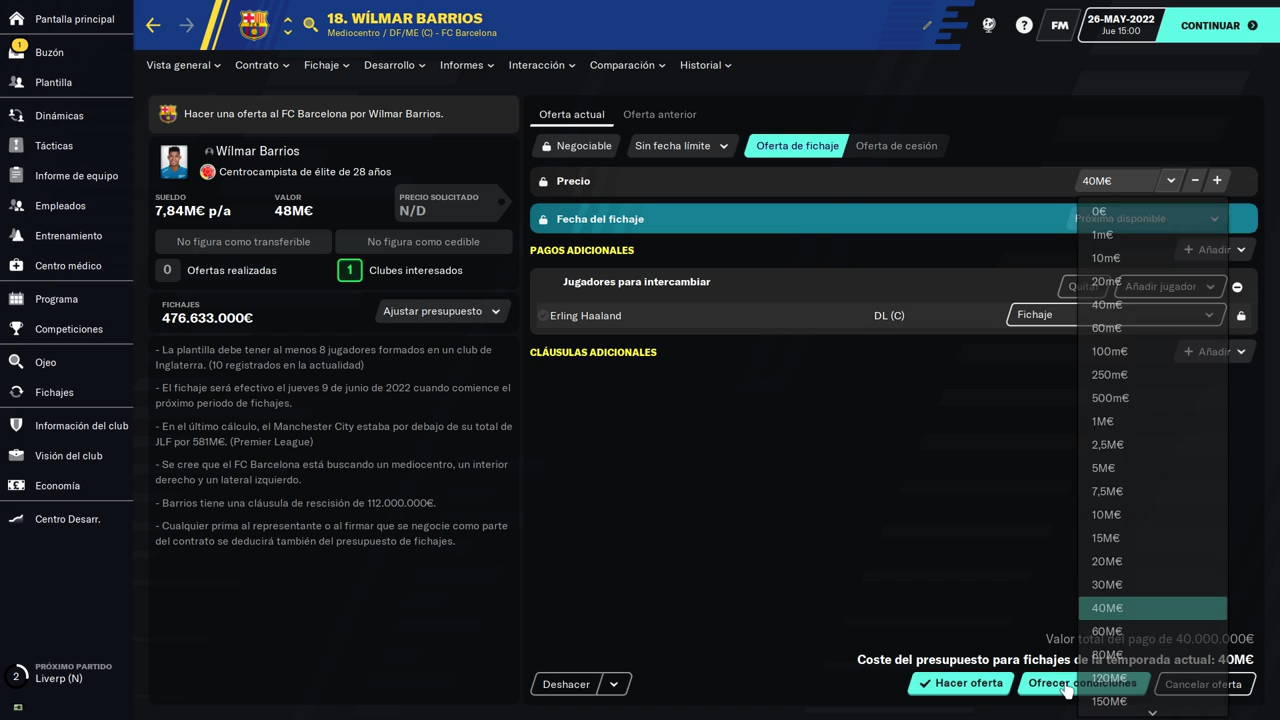 Pantalla principal
1
Buzón
Plantilla
Dinámicas
Tácticas
Informe de equipo
Empleados
Entrenamiento
Centro médico
Programa
Competiciones
Ojeo
Fichajes
Información del club
Visión del club
Economía
Centro Desarr.
2
PRÓXIMO PARTIDO
Liverp (N)
18. WÍLMAR BARRIOS
Mediocentro / DF/ME (C) - FC Barcelona
FM
26-MAY-2022
Jue 15:00
CONTINUAR
Vista general
Contrato
Fichaje
Desarrollo
Informes
Interacción
Comparación
Historial
Hacer una oferta al FC Barcelona por Wílmar Barrios.
Wílmar Barrios
Centrocampista de élite de 28 años
SUELDO
7,84M€ p/a
VALOR
48M€
PRECIO SOLICITADO
N/D
No figura como transferible
No figura como cedible
0 Ofertas realizadas
1 Clubes interesados
FICHAJES
476.633.000€
Ajustar presupuesto
- La plantilla debe tener al menos 8 jugadores formados en un club de
Inglaterra. (10 registrados en la actualidad)
- El fichaje será efectivo el jueves 9 de junio de 2022 cuando comience el
próximo periodo de fichajes.
- En el último cálculo, el Manchester City estaba por debajo de su total de
JLF por 581M€. (Premier League)
- Se cree que el FC Barcelona está buscando un mediocentro, un interior
derecho y un lateral izquierdo.
- Barrios tiene una cláusula de rescisión de 112.000.000€.
- Cualquier prima al representante o al firmar que se negocie como parte
del contrato se deducirá también del presupuesto de fichajes.
Oferta actual
Oferta anterior
Negociable
Sin fecha límite
Oferta de fichaje
Oferta de cesión
Precio
40M€
Fecha del fichaje
Próxima disponible
PAGOS ADICIONALES
Añadir
Jugadores para intercambiar
Quitar
Añadir jugador
Erling Haaland
DL (C)
Fichaje
CLÁUSULAS ADICIONALES
Añadir
0€
1m€
10m€
20m€
40m€
60m€
100m€
250m€
500m€
1M€
2,5M€
5M€
7,5M€
10M€
15M€
20M€
30M€
40M€
60M€
80M€
120M€
150M€
Valor total del pago de 40.000.000€
Coste del presupuesto para fichajes de la temporada actual: 40M€
Deshacer
Hacer oferta
Ofrecer condiciones
Cancelar oferta